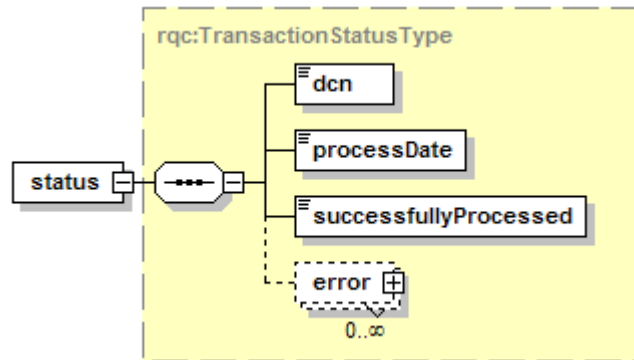 rqc:TransactionStatusType
dcn
processDate
status
successfullyProcessed
error
0..∞